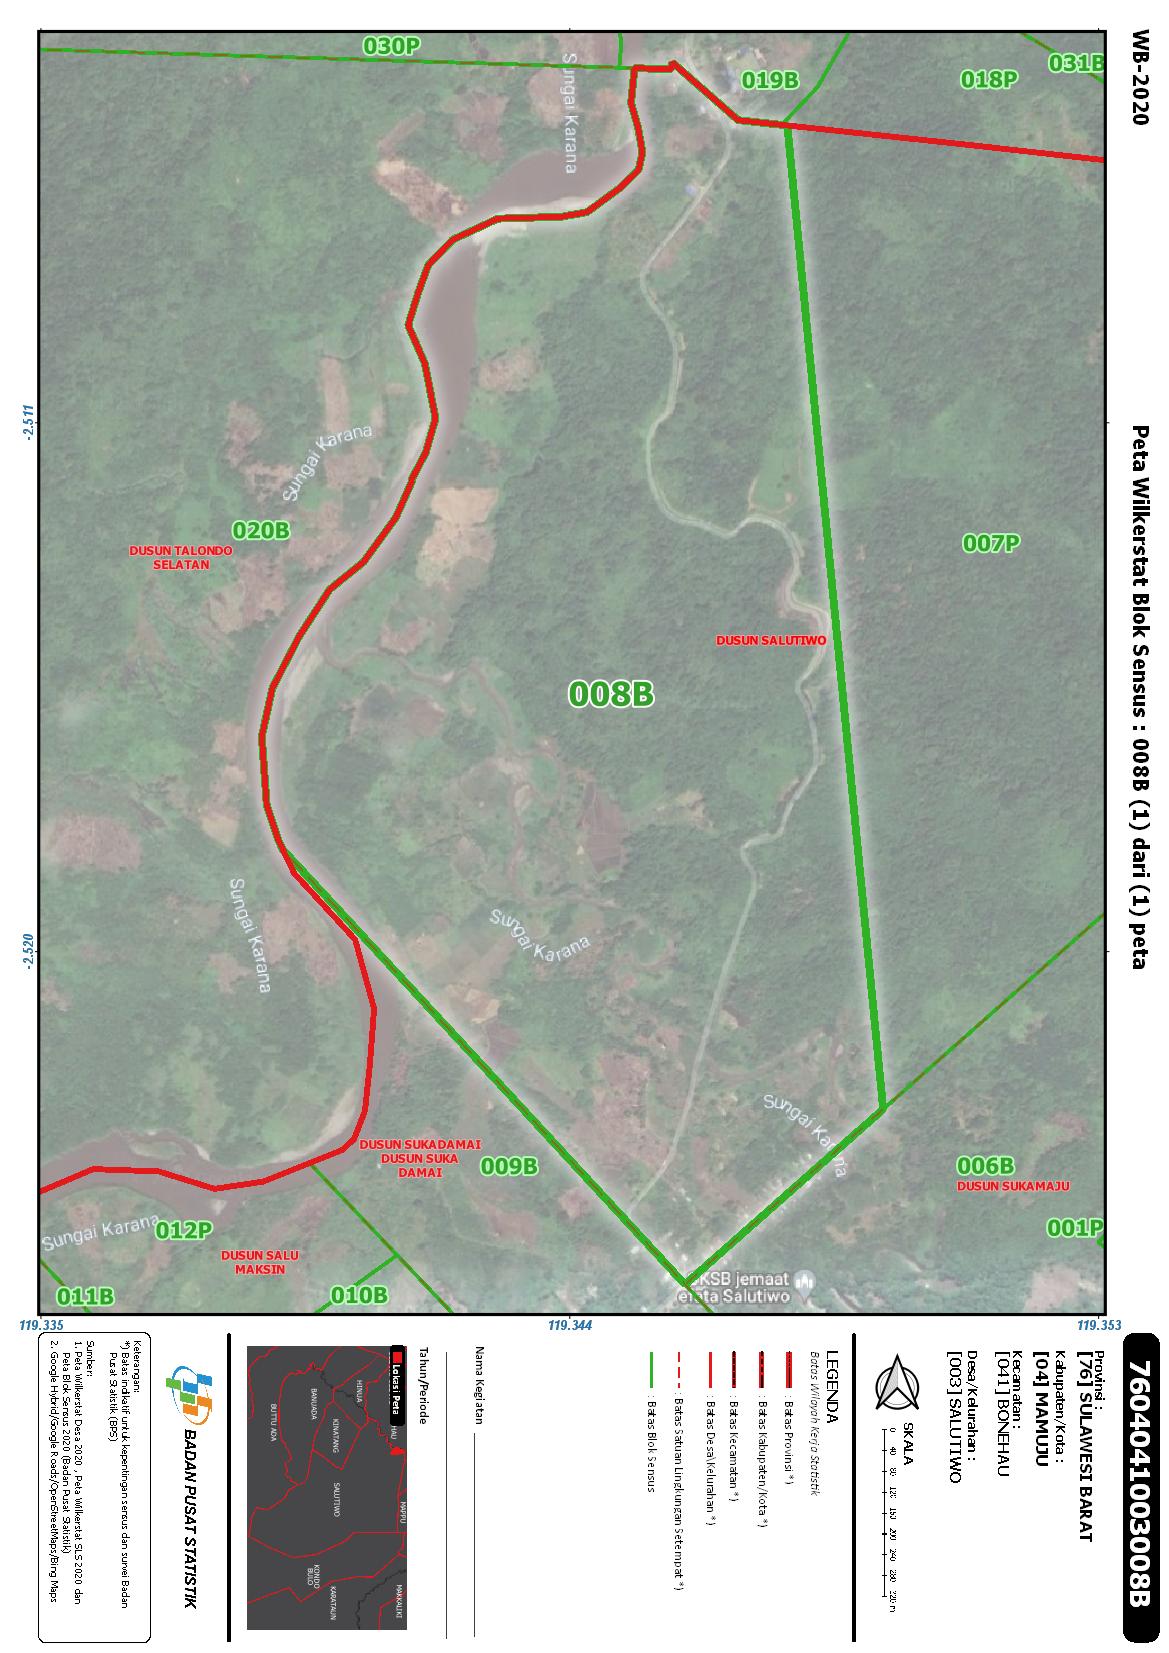 WB-2020
Peta Wilkerstat Blok Sensus : 008B (1) dari (1) peta
030P
019B
018P
031B
Sungai Karana
-2.511
Sungai Karana
020B
DUSUN TALONDO
SELATAN
007P
DUSUN SALUTIWO
008B
Sungai Karana
Sungai Karana
-2.520
Sungai Karana
DUSUN SUKADAMAI
DUSUN SUKA
DAMAI
009B
006B
DUSUN SUKAMAJU
001P
Sungai Karana
012P
DUSUN SALU
MAKSIN
011B
010B
KSB jemaat
Salutiwo
119.335
119.344
119.353
7604041003008B
Provinsi :
[76] SULAWESI BARAT
Kabupaten/Kota :
[04] MAMUJU
Kecamatan :
[041] BONEHAU
Desa/Kelurahan :
[003] SALUTIWO
SKALA
0 40 80 120 160 200 240 280 320 m
LEGENDA
Batas Wilayah Kerja Statistik
: Batas Provinsi *)
: Batas Kabupaten/Kota *)
: Batas Kecamatan *)
: Batas Desa\Kelurahan *)
: Batas Satuan Lingkungan Setempat *)
: Batas Blok Sensus
Nama Kegiatan
Tahun/Periode
Lokasi Peta
HAU
MAPPU
MAKKALIKI
HINUA
KINATANG
SALUTIWO
BANUADA
BUTTU ADA
KONDO
BULO
KARATAUN
BADAN PUSAT STATISTIK
Keterangan:
*) Batas indikatif untuk kepentingan sensus dan survei Badan
Pusat Statistik (BPS)
Sumber:
1. Peta Wilkerstat Desa 2020 , Peta Wilkerstat SLS 2020 dan
Peta Blok Sensus 2020 (Badan Pusat Statistik)
2. Google Hybrid/Google Roads/OpenStreetMaps/Bing Maps